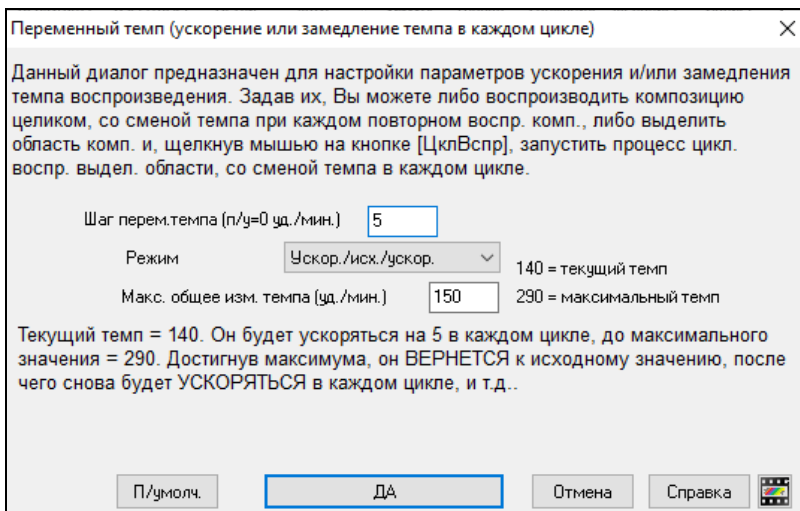 Переменный темп (ускорение или замедление темпа в каждом цикле)
Данный диалог предназначен для настройки параметров ускорения и/или замедления
темпа воспроизведения. Задав их, Вы можете либо воспроизводить композицию
целиком, со сменой темпа при каждом повторном воспр. комп., либо выделить
область комп. и, щелкнув мышью на кнопке [ЦклВспр], запустить процесс цикл.
воспр. выдел. области, со сменой темпа в каждом цикле.
Шаг перем.темпа (п/у=0 уд./мин.) 5
Режим Ускор./исх./ускор. 140 = текущий темп
Макс. общее изм. темпа (уд./мин.) 150 290 = максимальный темп
Текущий темп = 140. Он будет ускоряться на 5 в каждом цикле, до максимального
значения = 290. Достигнув максимума, он ВЕРНЕТСЯ к исходному значению, после
чего снова будет УСКОРЯТЬСЯ в каждом цикле, и т.д..
П/умолч. ДА Отмена Справка